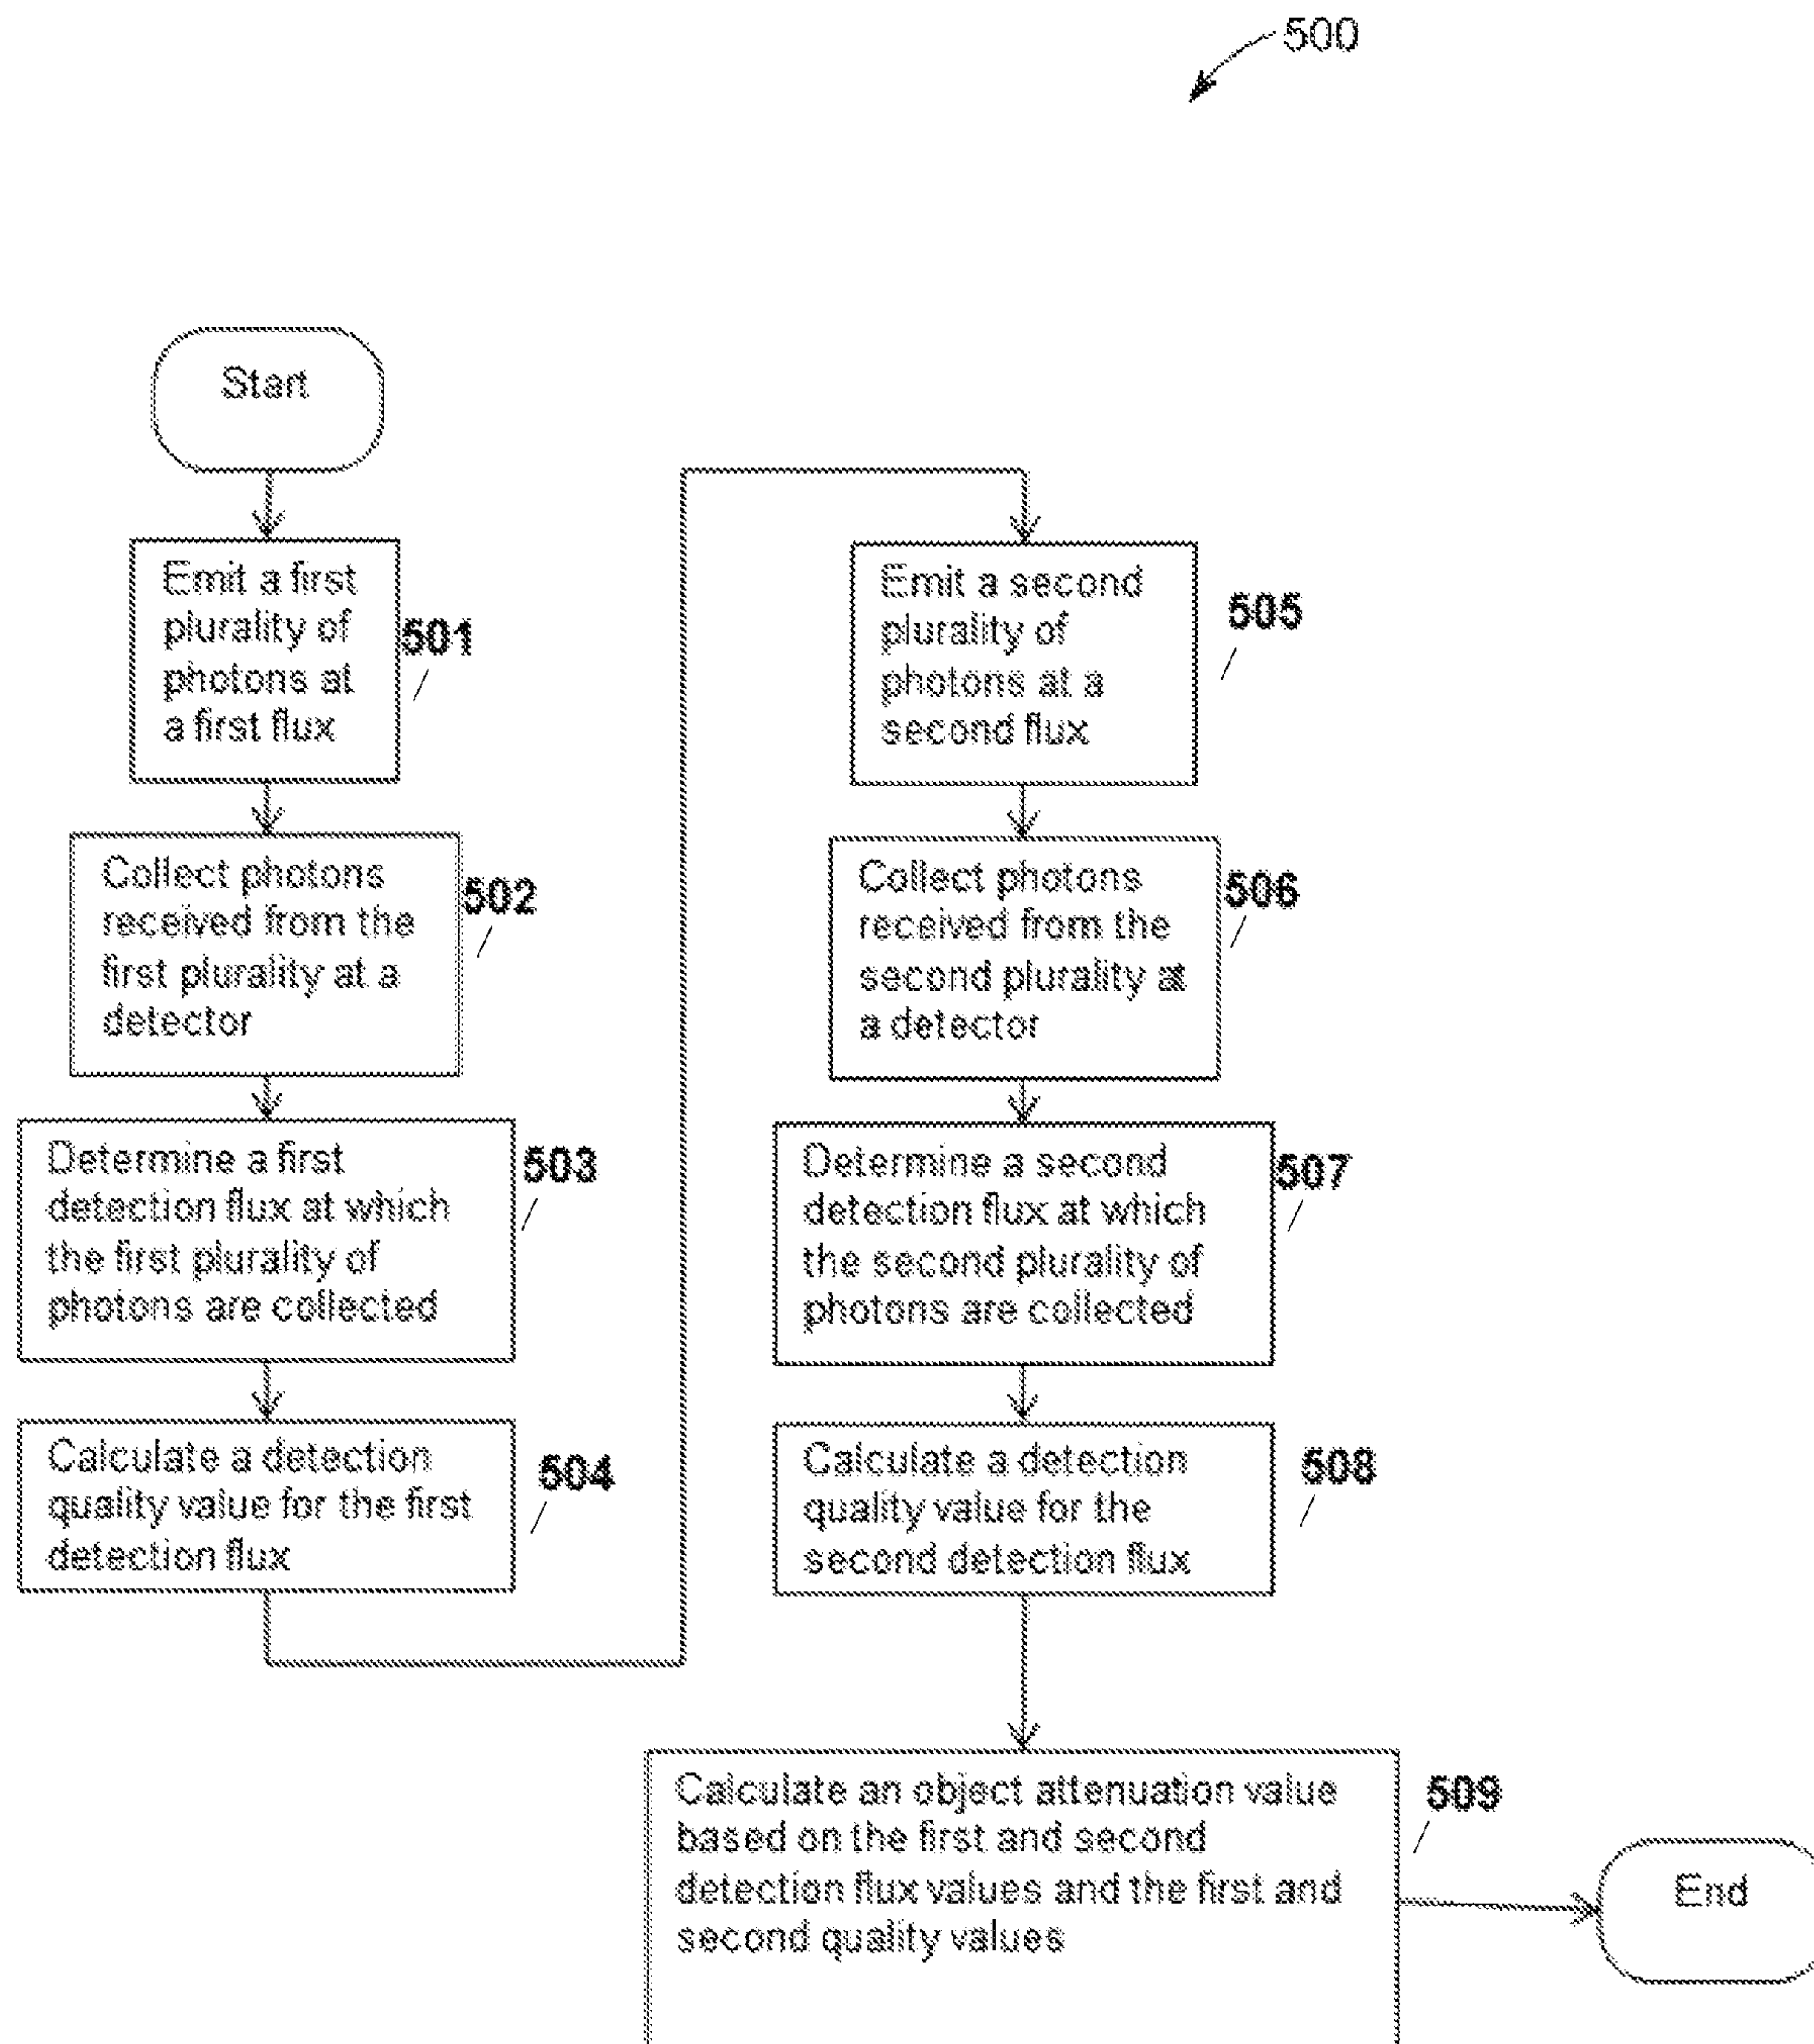 500
Start
Emit a first
plurality of
photons at
a first flux
501
Collect photons
received from the
first plurality at a
detector
502
Determine a first
detection flux at which
the first plurality of
photons are collected
503
Calculate a detection
quality value for the first
detection flux
504
Emit a second
plurality of
photons at a
second flux
505
Collect photons
received from the
second plurality at
a detector
506
Determine a second
detection flux at which
the second plurality of
photons are collected
507
Calculate a detection
quality value for the
second detection flux
508
Calculate an object attenuation value
based on the first and second
detection flux values and the first and
second quality values
509
End